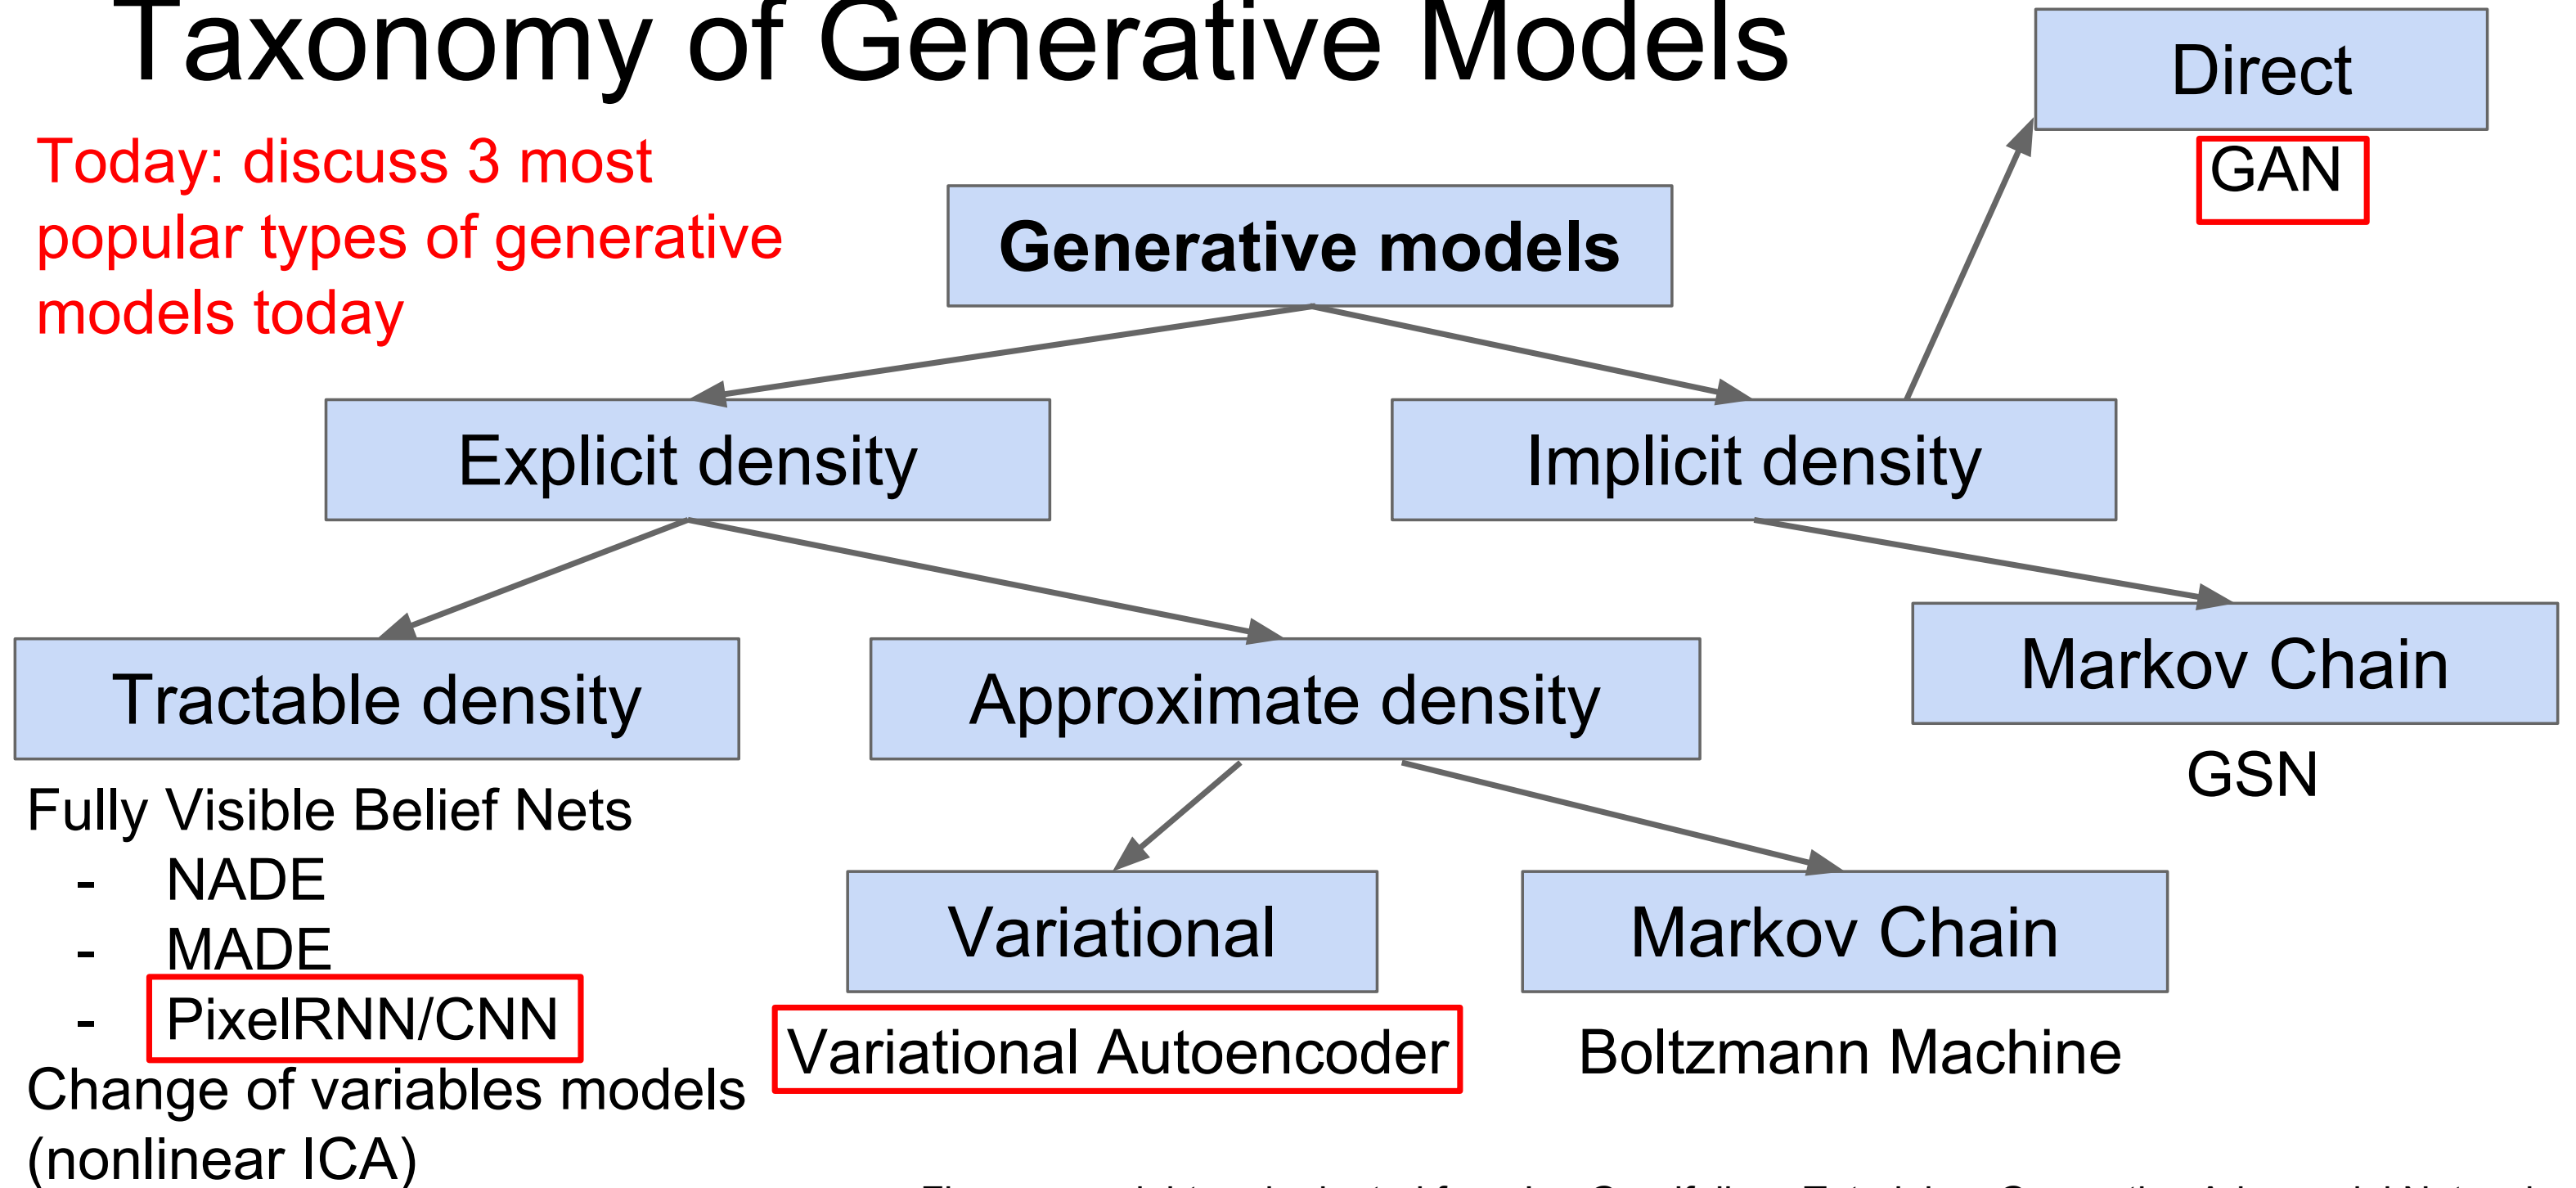 Taxonomy of Generative Models
Direct
GAN
Today: discuss 3 most
popular types of generative
models today
Generative models
Explicit density
Implicit density
Tractable density
Approximate density
Markov Chain
GSN
Fully Visible Belief Nets
- NADE
- MADE
- PixelRNN/CNN
Change of variables models
(nonlinear ICA)
Variational
Markov Chain
Variational Autoencoder
Boltzmann Machine